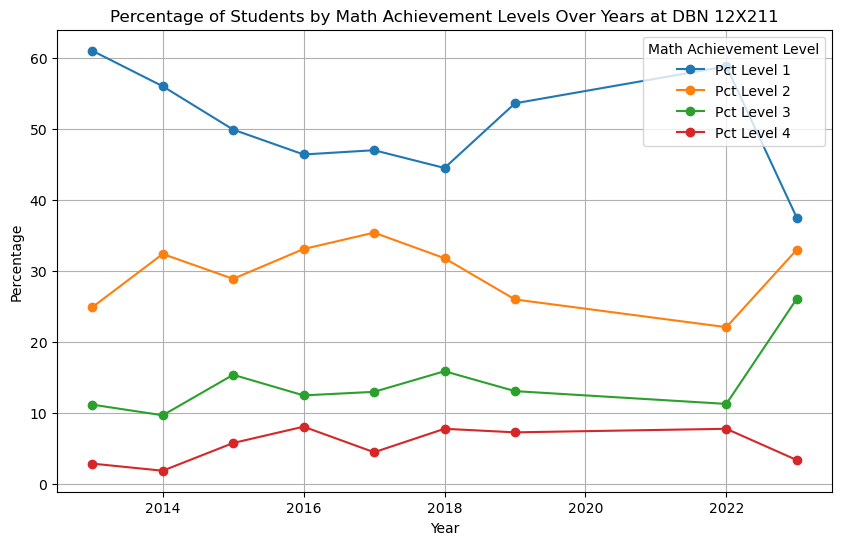 Percentage of Students by Math Achievement Levels Over Years at DBN 12X211
Math Achievement Level
Pct Level 1
Pct Level 2
Pct Level 3
Pct Level 4
60
50
40
30
20
10
0
Percentage
2014
2016
2018
2020
2022
Year